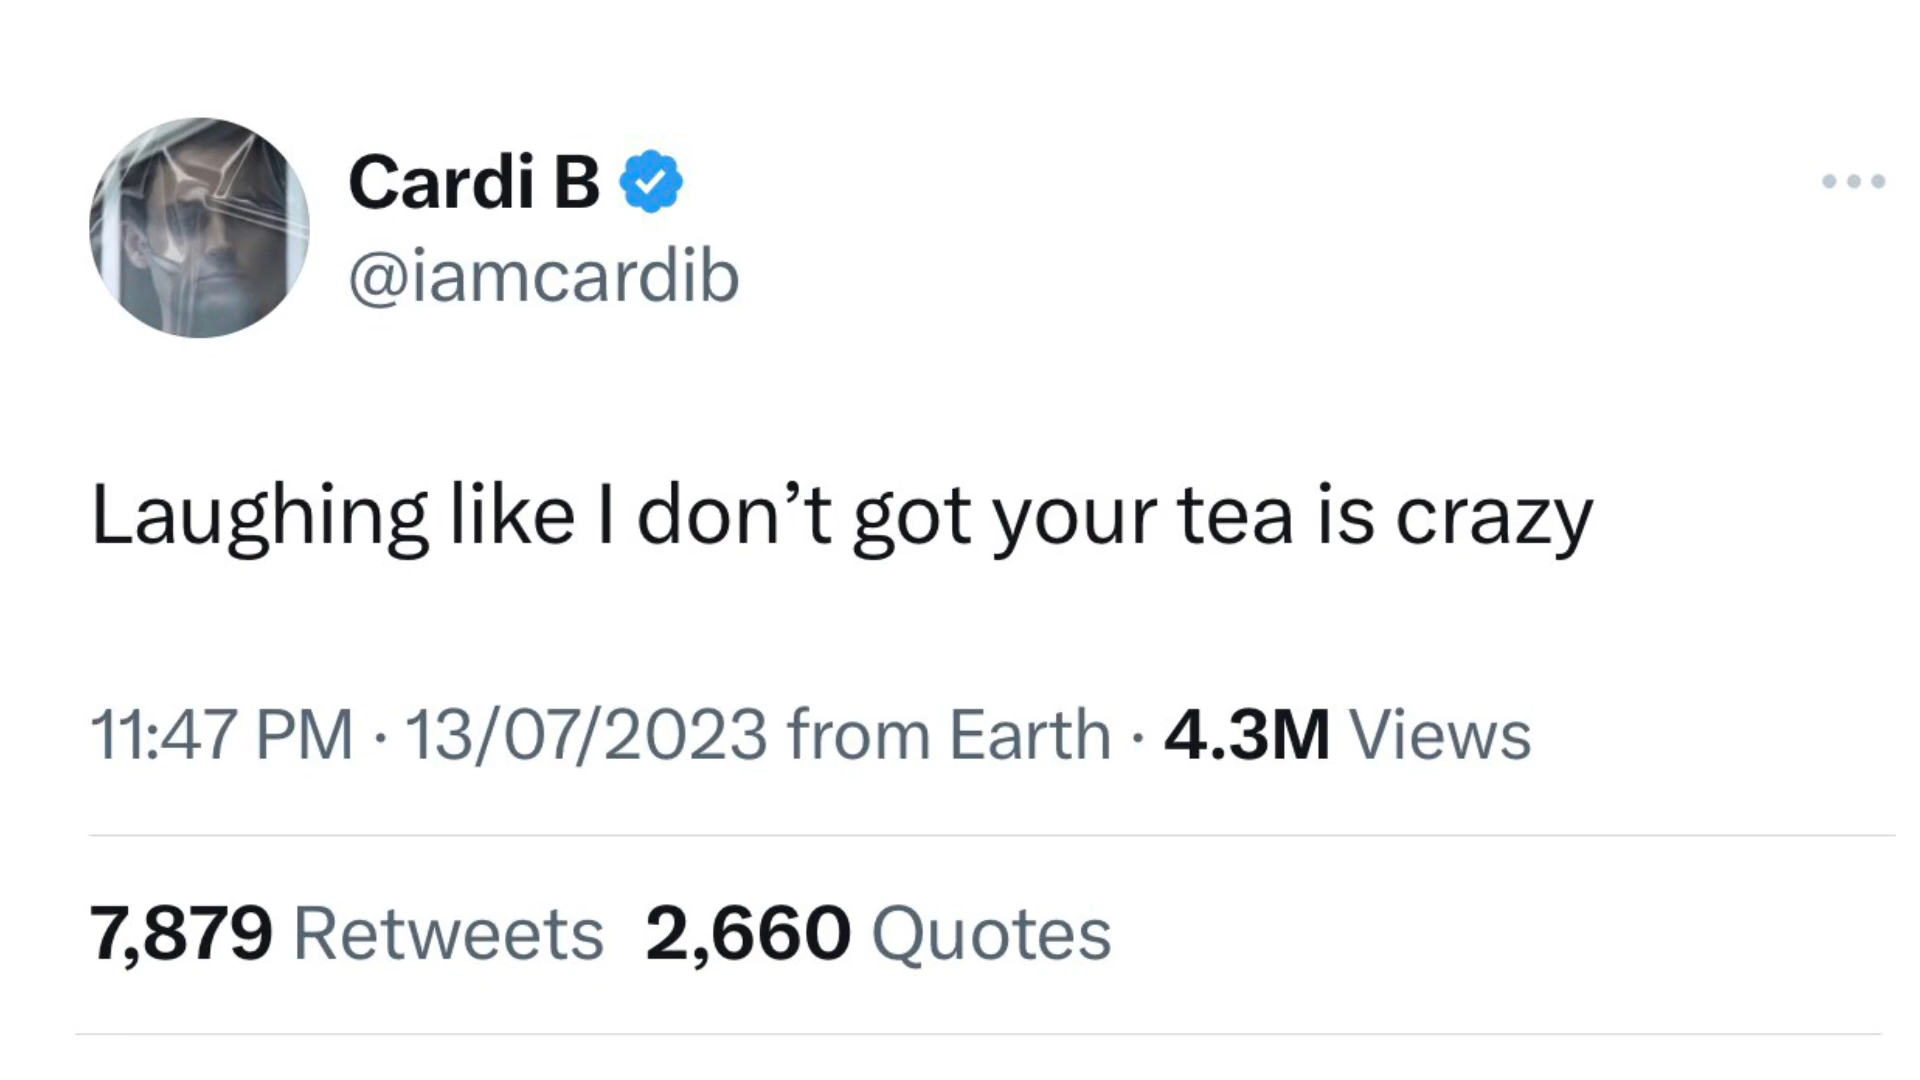 Cardi B
@iamcardib
Laughing like I don’t got your tea is crazy
11:47 PM · 13/07/2023 from Earth · 4.3M Views
7,879 Retweets 2,660 Quotes